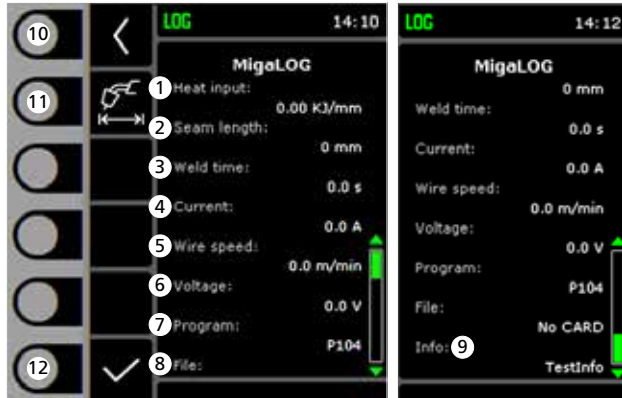 LOG 14:10
MigaLOG
10
11
12
1 Heat input:
0.00 KJ/mm
2 Seam length:
0 mm
3 Weld time:
0.0 s
4 Current:
0.0 A
5 Wire speed:
0.0 m/min
6 Voltage:
0.0 V
7 Program:
P104
8 File:
LOG 14:12
MigaLOG
0 mm
Weld time:
0.0 s
Current:
0.0 A
Wire speed:
0.0 m/min
Voltage:
0.0 V
Program:
P104
File:
No CARD
Info: 9
TestInfo